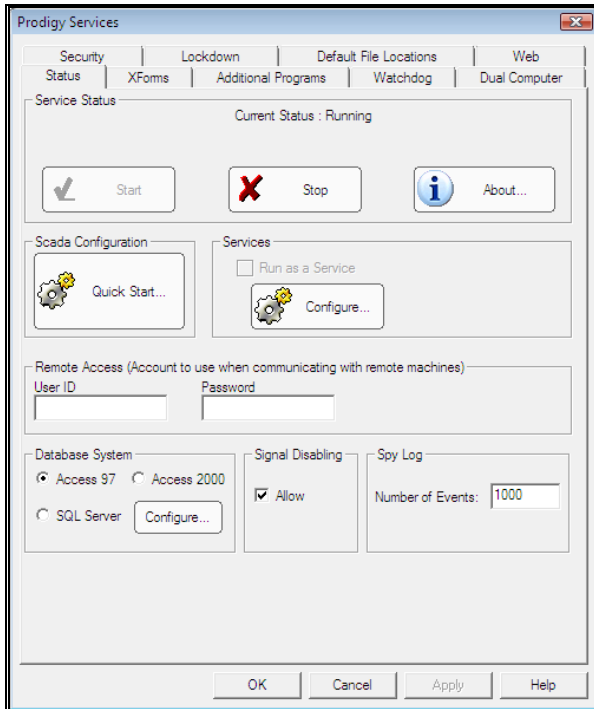 Prodigy Services
Security Lockdown Default File Locations Web
Status XForms Additional Programs Watchdog Dual Computer
Service Status
Current Status : Running
Start Stop About...
Scada Configuration Services
Run as a Service
Quick Start... Configure...
Remote Access (Account to use when communicating with remote machines)
User ID Password
Database System Signal Disabling Spy Log
Access 97 Access 2000 Allow Number of Events: 1000
SQL Server Configure...
OK Cancel Apply Help